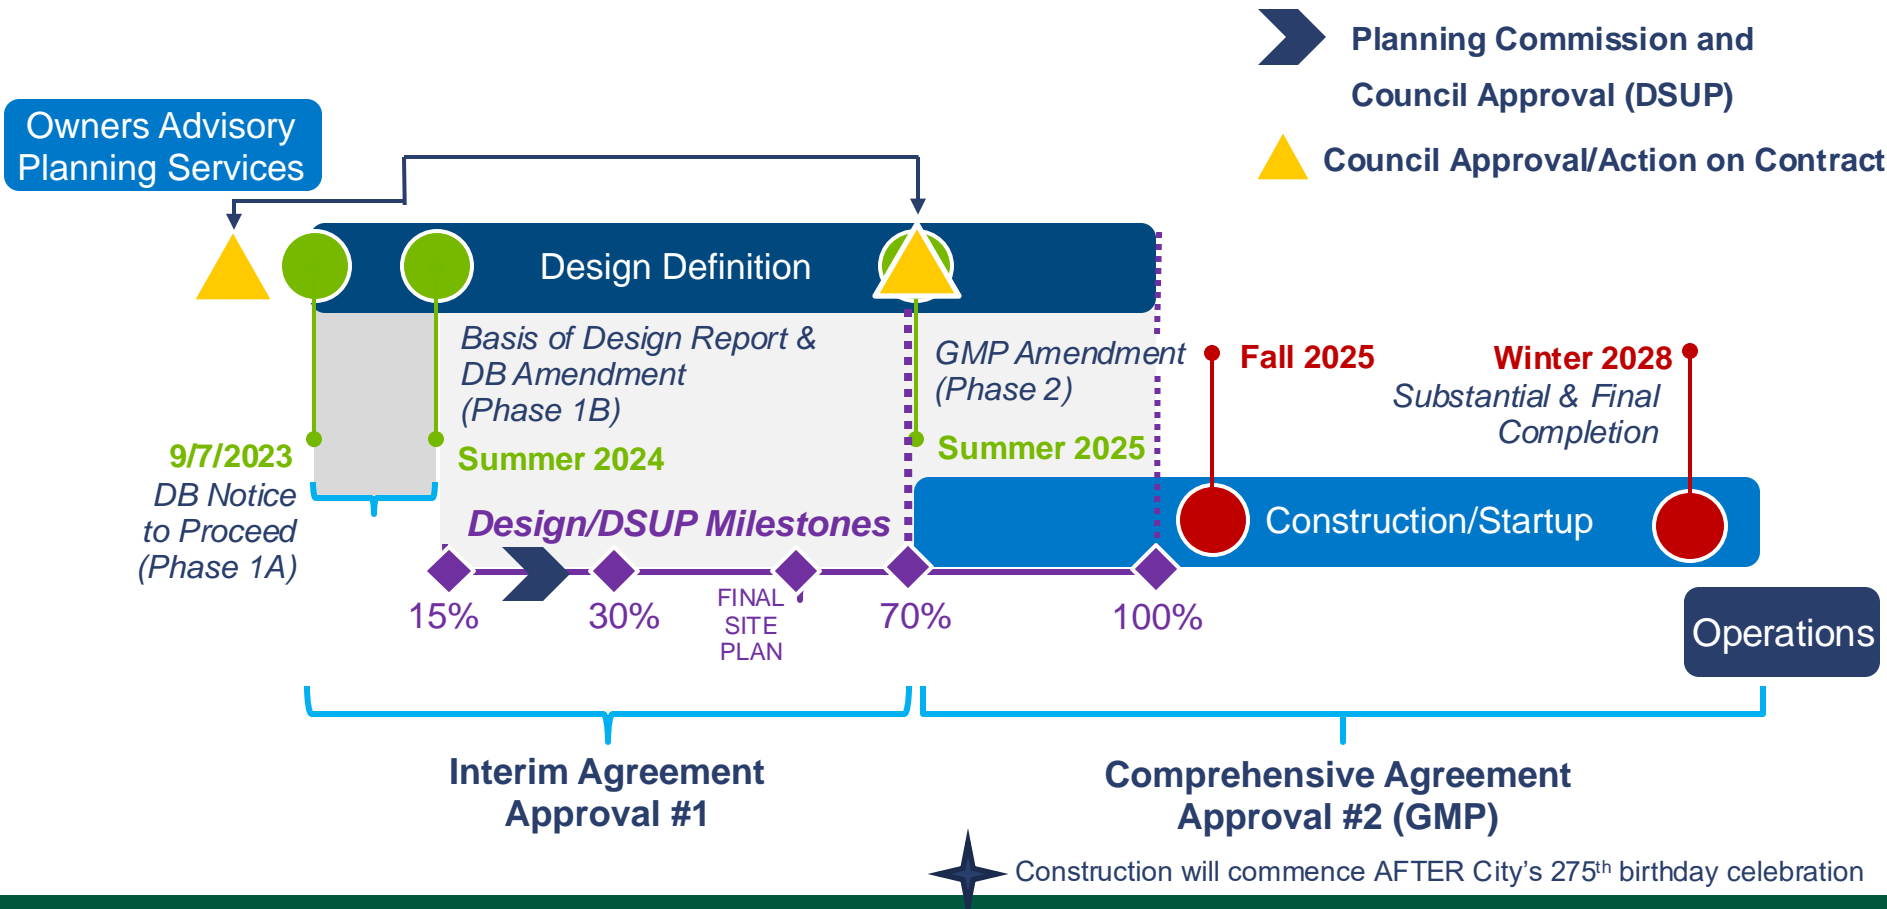 Planning Commission and
Council Approval (DSUP)
Council Approval/Action on Contract
Owners Advisory
Planning Services
Design Definition
Basis of Design Report &
DB Amendment
(Phase 1B)
Summer 2024
GMP Amendment
(Phase 2)
Summer 2025
Fall 2025
Winter 2028
Substantial & Final
Completion
9/7/2023
DB Notice
to Proceed
(Phase 1A)
Design/DSUP Milestones
Construction/Startup
15%
30%
FINAL
SITE
PLAN
70%
100%
Operations
Interim Agreement
Approval #1
Comprehensive Agreement
Approval #2 (GMP)
Construction will commence AFTER City’s 275th birthday celebration